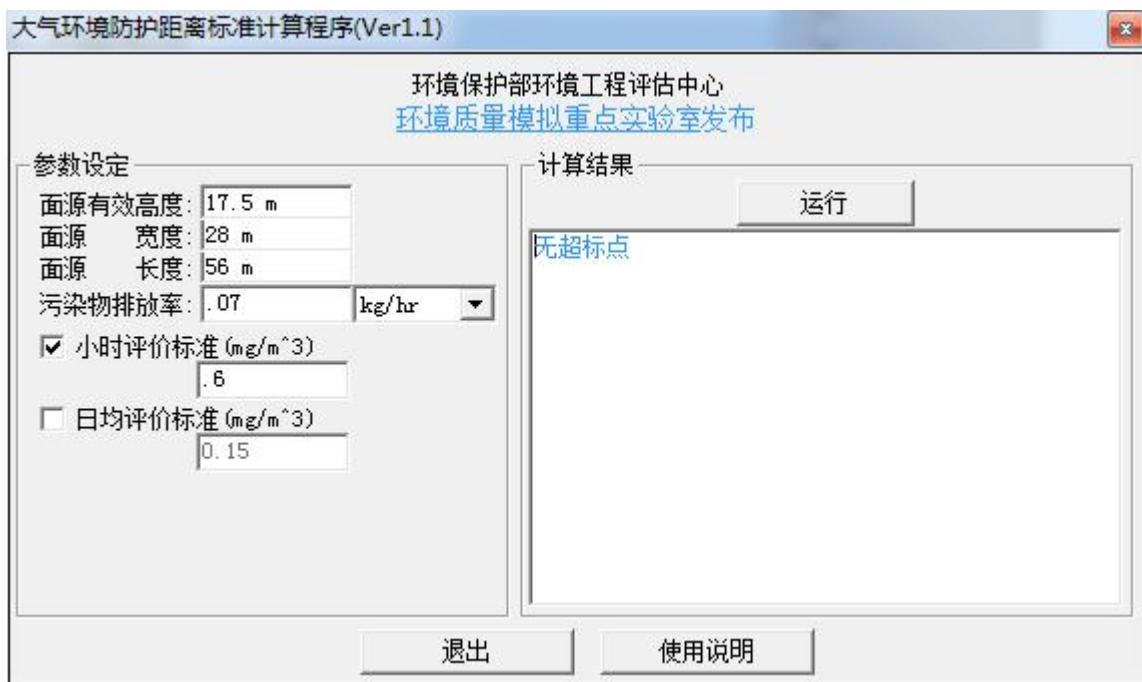 大气环境防护距离标准计算程序(Ver1.1)
环境保护部环境工程评估中心
环境质量模拟重点实验室发布
参数设定
面源有效高度: 17.5 m
面源 宽度: 28 m
面源 长度: 56 m
污染物排放率: .07 kg/hr
小时评价标准(mg/m^3)
.6
日均评价标准(mg/m^3)
0.15
计算结果
运行
无超标点
退出 使用说明